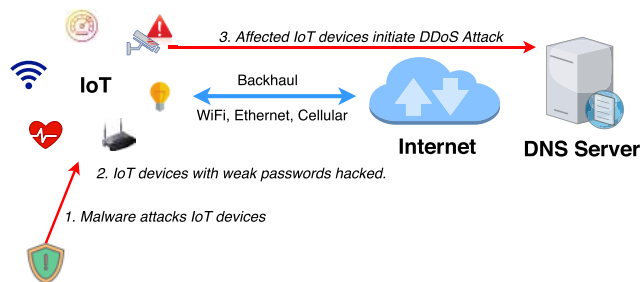 3. Affected IoT devices initiate DDoS Attack
IoT
Backhaul
WiFi, Ethernet, Cellular
Internet
DNS Server
2. IoT devices with weak passwords hacked.
1. Malware attacks IoT devices